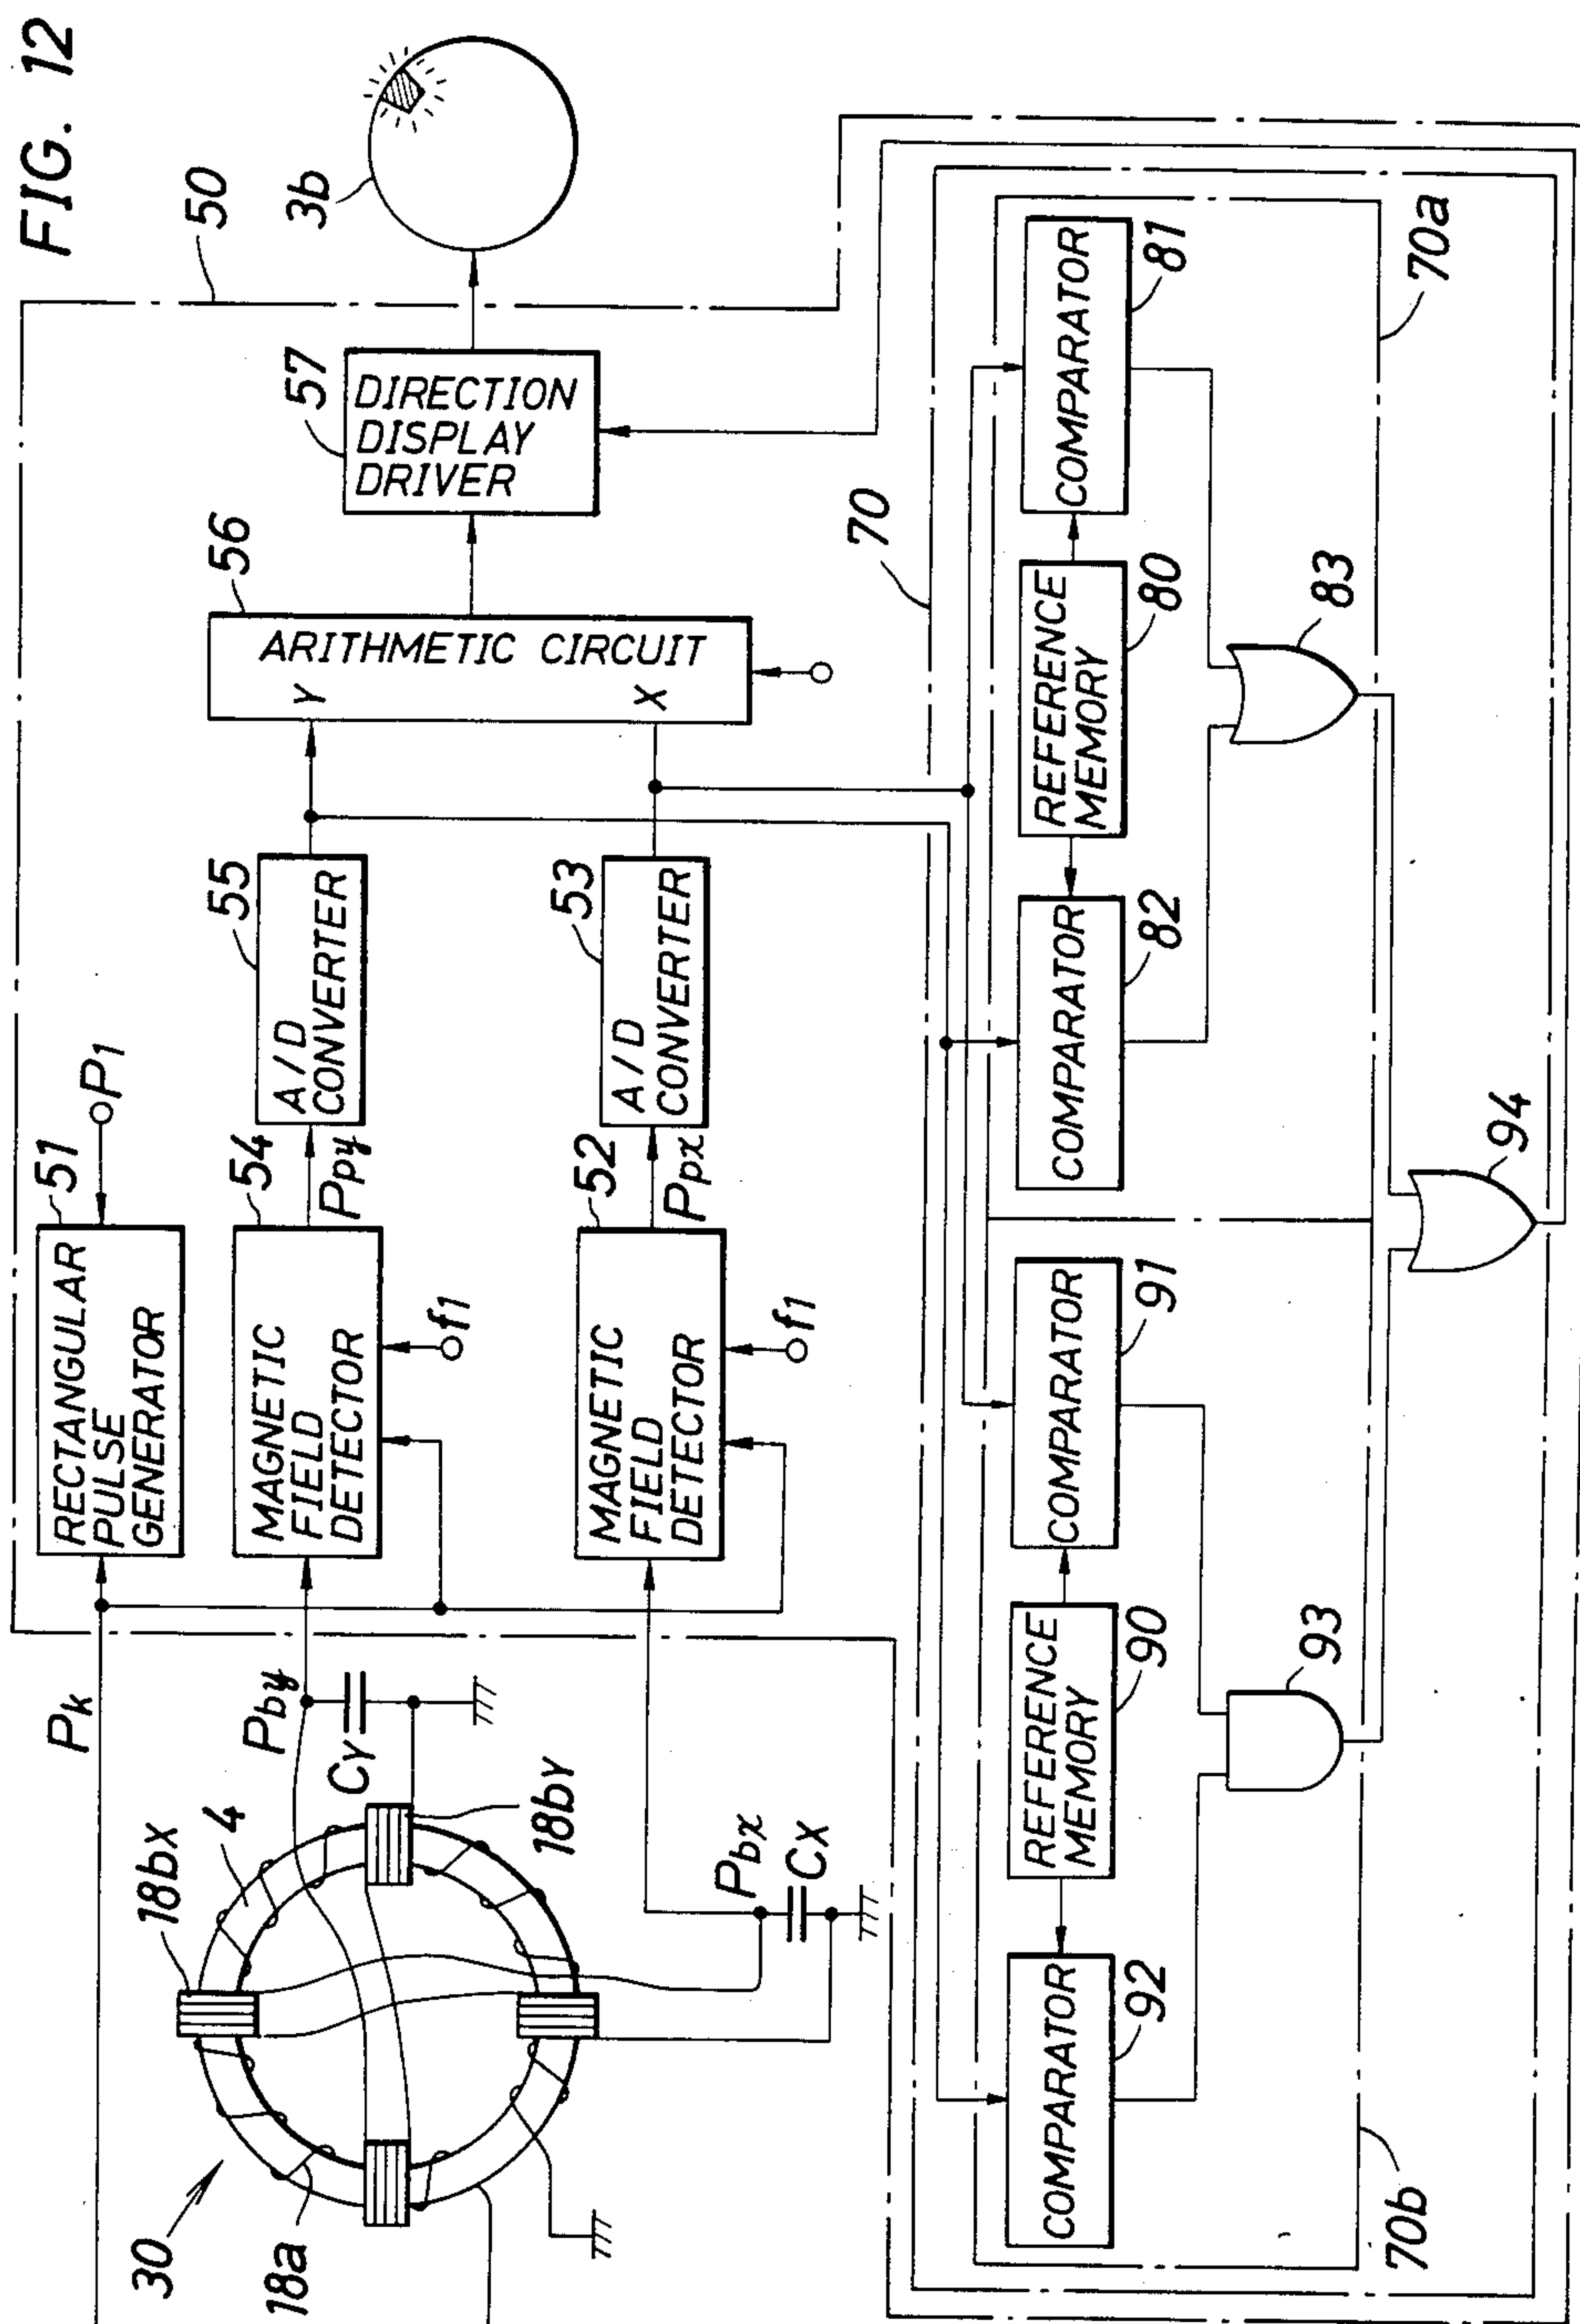 FIG. 12
30
18a
18bX
4
18bY
Pk
Pby
CY
Pbx
CX
51
RECTANGULAR
PULSE
GENERATOR
P1
54
MAGNETIC
FIELD
DETECTOR
f1
Ppy
52
MAGNETIC
FIELD
DETECTOR
f1
Ppx
55
A/D
CONVERTER
53
A/D
CONVERTER
56
ARITHMETIC CIRCUIT
Y
X
57
DIRECTION
DISPLAY
DRIVER
50
3b
70
COMPARATOR
92
REFERENCE
MEMORY
90
COMPARATOR
91
93
70b
COMPARATOR
82
REFERENCE
MEMORY
80
COMPARATOR
81
83
70a
94